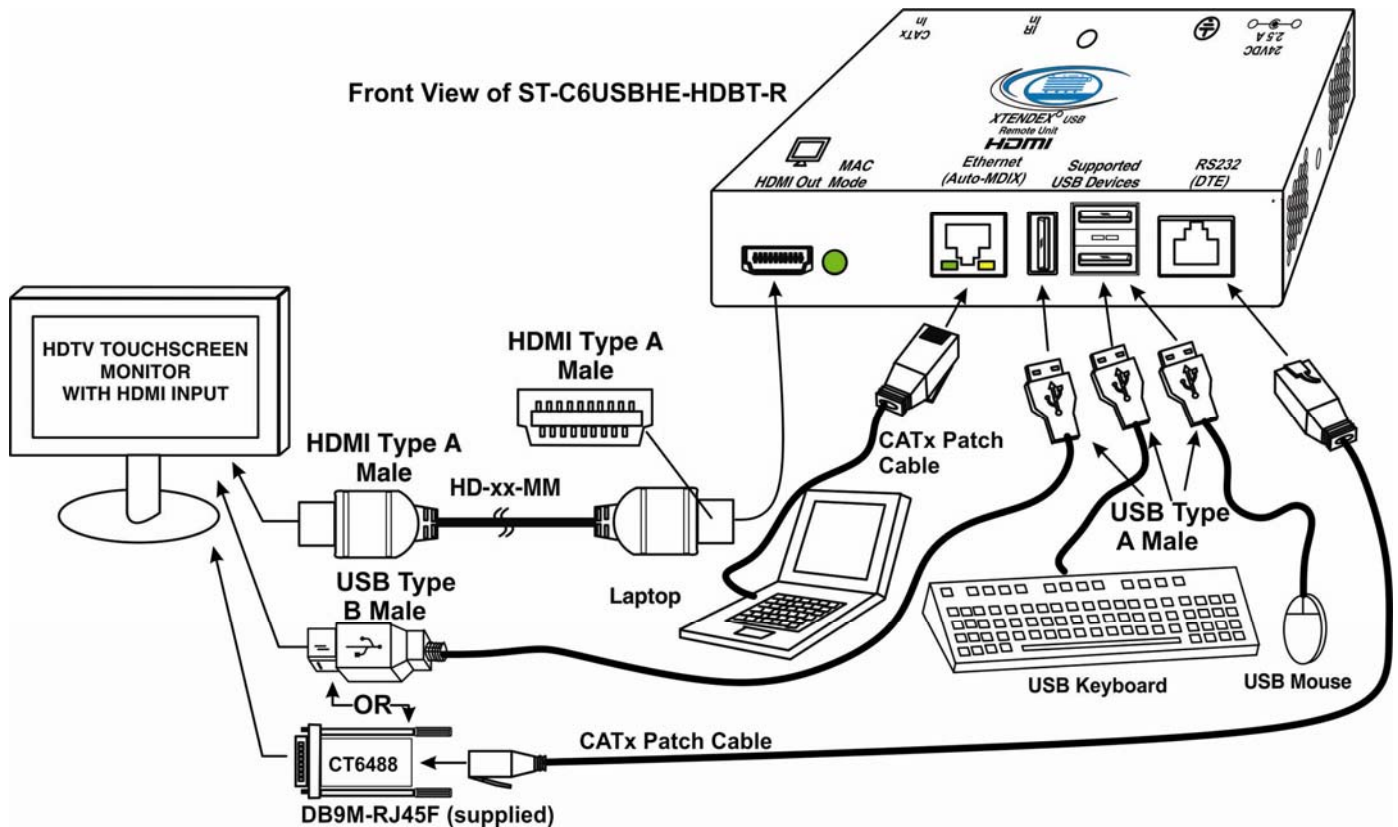 CATx
In
IR
In
24VDC
2.5 A
Front View of ST-C6USBHE-HDBT-R
XTENDEX® USB
Remote Unit
HDMI
HDMI Out
MAC
Mode
Ethernet
(Auto-MDIX)
Supported
USB Devices
RS232
(DTE)
HDTV TOUCHSCREEN
MONITOR
WITH HDMI INPUT
HDMI Type A
Male
HDMI Type A
Male
HD-xx-MM
CATx Patch
Cable
USB Type
A Male
USB Type
B Male
Laptop
USB Keyboard
USB Mouse
OR
CATx Patch Cable
CT6488
DB9M-RJ45F (supplied)